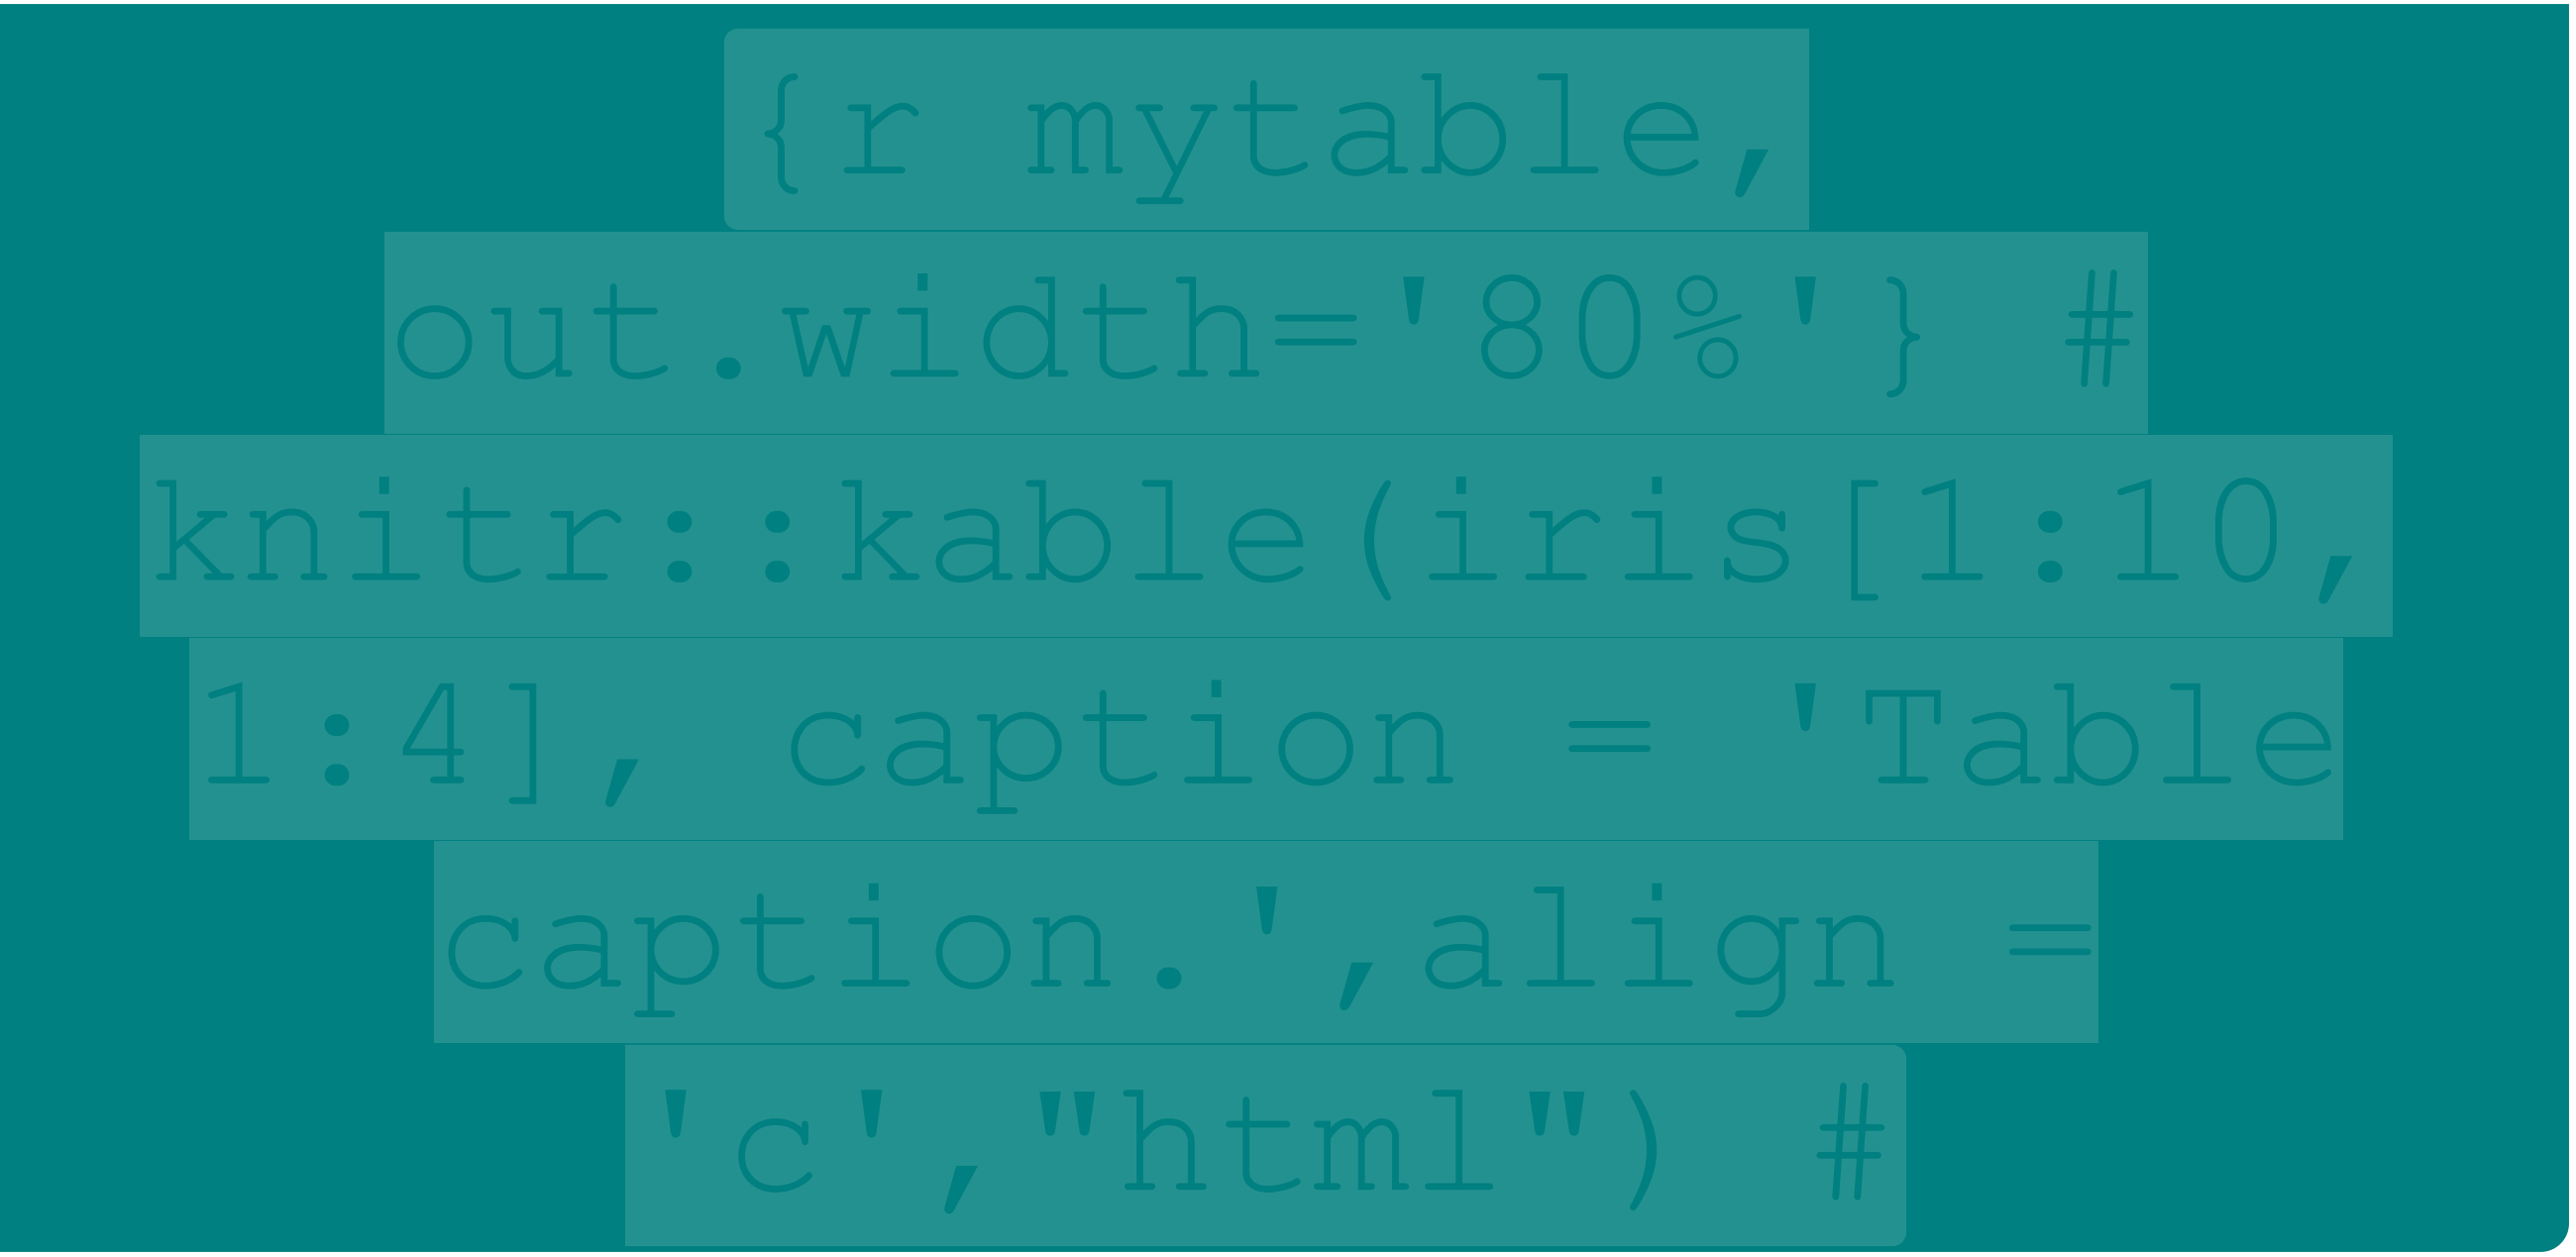 {r mytable,
out.width='80%'} #
knitr::kable(iris[1:10,
1:4], caption = 'Table
caption.',align =
'c',"html") #